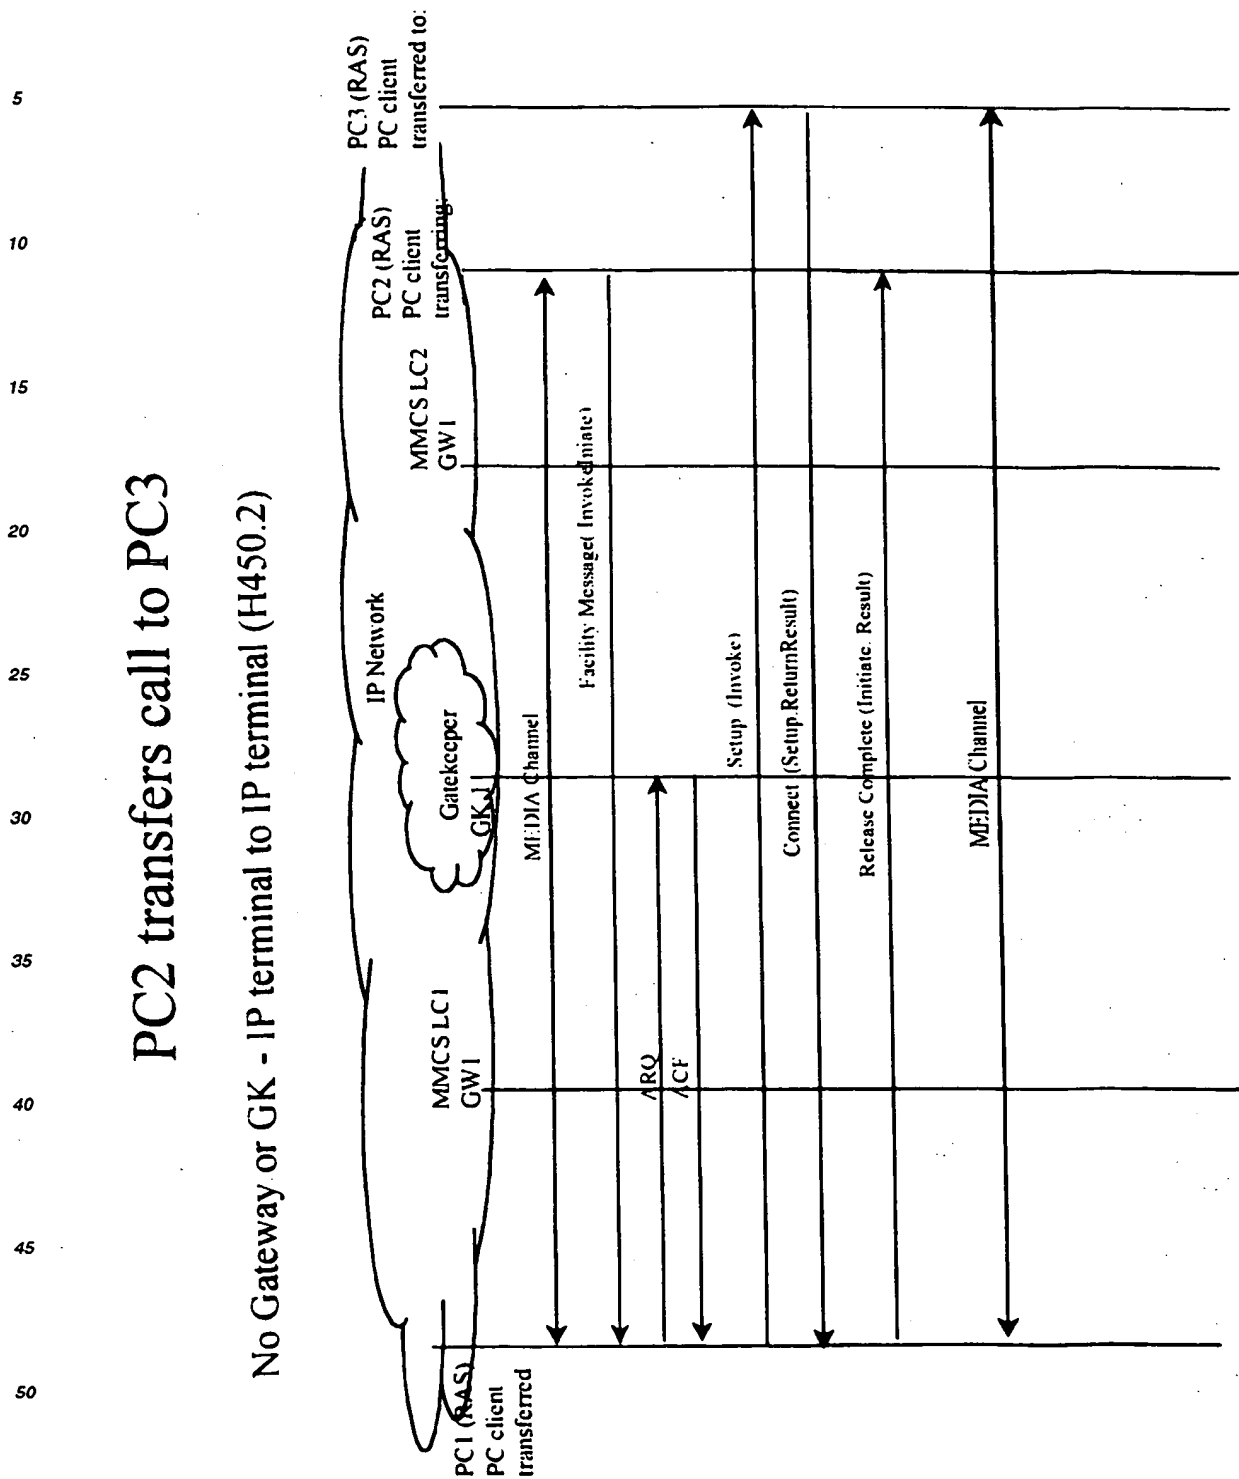 PC2 transfers call to PC3
No Gateway or GK - IP terminal to IP terminal (H450.2)
PC1 (RAS)
PC client
transferred
MMCS LC1
GW1
IP Network
Gatekeeper
GK1
MMCS LC2
GW1
PC2 (RAS)
PC client
transferring:
PC3 (RAS)
PC client
transferred to:
MEDIA Channel
Facility Message( InvokeIniate)
ARQ
ACF
Setup (Invoke)
Connect (Setup.ReturnResult)
Release Complete (Initiate. Result)
MEDIA Channel
5
10
15
20
25
30
35
40
45
50